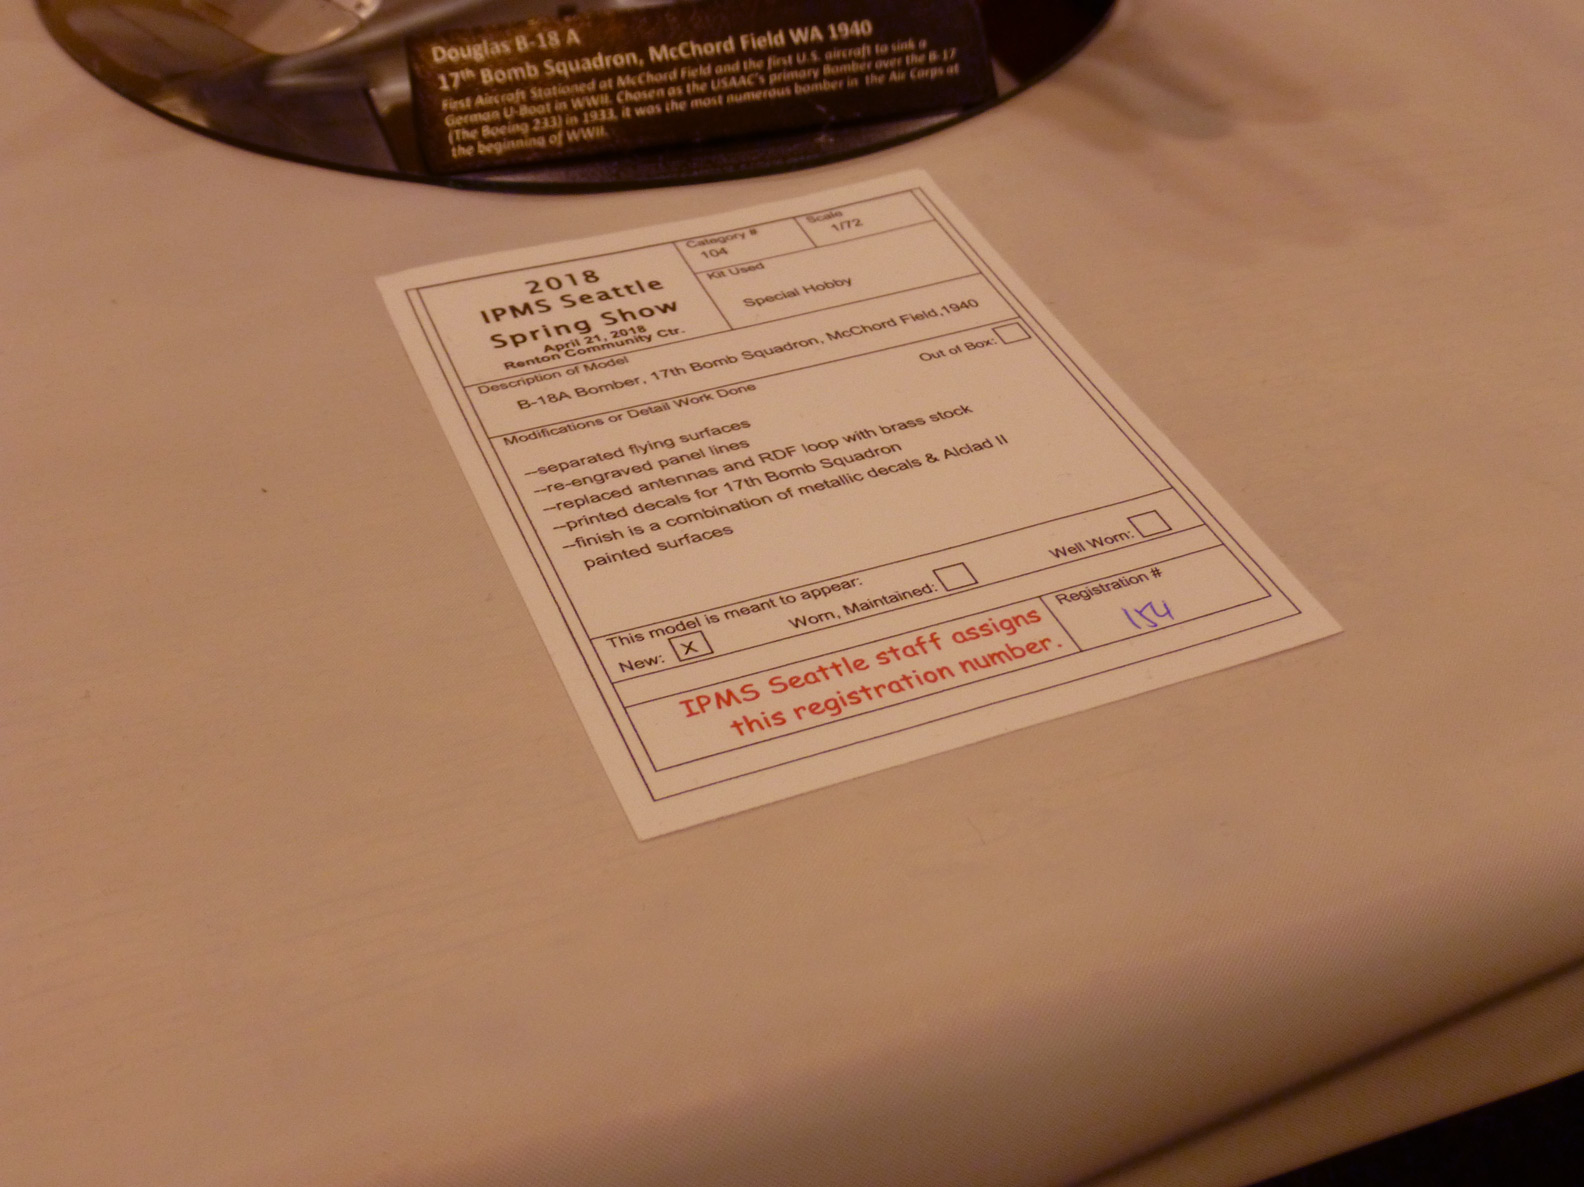 Douglas B-18 A
17th Bomb Squadron, McChord Field WA 1940
First Aircraft Stationed at McChord Field and the first U.S. aircraft to sink a
German U-Boat in WWII. Chosen as the USAAC's primary Bomber over the B-17
(The Boeing 233) in 1933, it was the most numerous bomber in the Air Corps at
the beginning of WWII.
2018
IPMS Seattle
Spring Show
April 21, 2018
Renton Community Ctr.
Category #
104
Scale
1/72
Kit Used
Special Hobby
Description of Model
B-18A Bomber, 17th Bomb Squadron, McChord Field,1940
Modifications or Detail Work Done
Out of Box:
--separated flying surfaces
--re-engraved panel lines
--replaced antennas and RDF loop with brass stock
--printed decals for 17th Bomb Squadron
--finish is a combination of metallic decals & Alclad II
painted surfaces
This model is meant to appear:
New: X
Worn, Maintained:
Well Worn:
IPMS Seattle staff assigns
this registration number.
Registration #
154